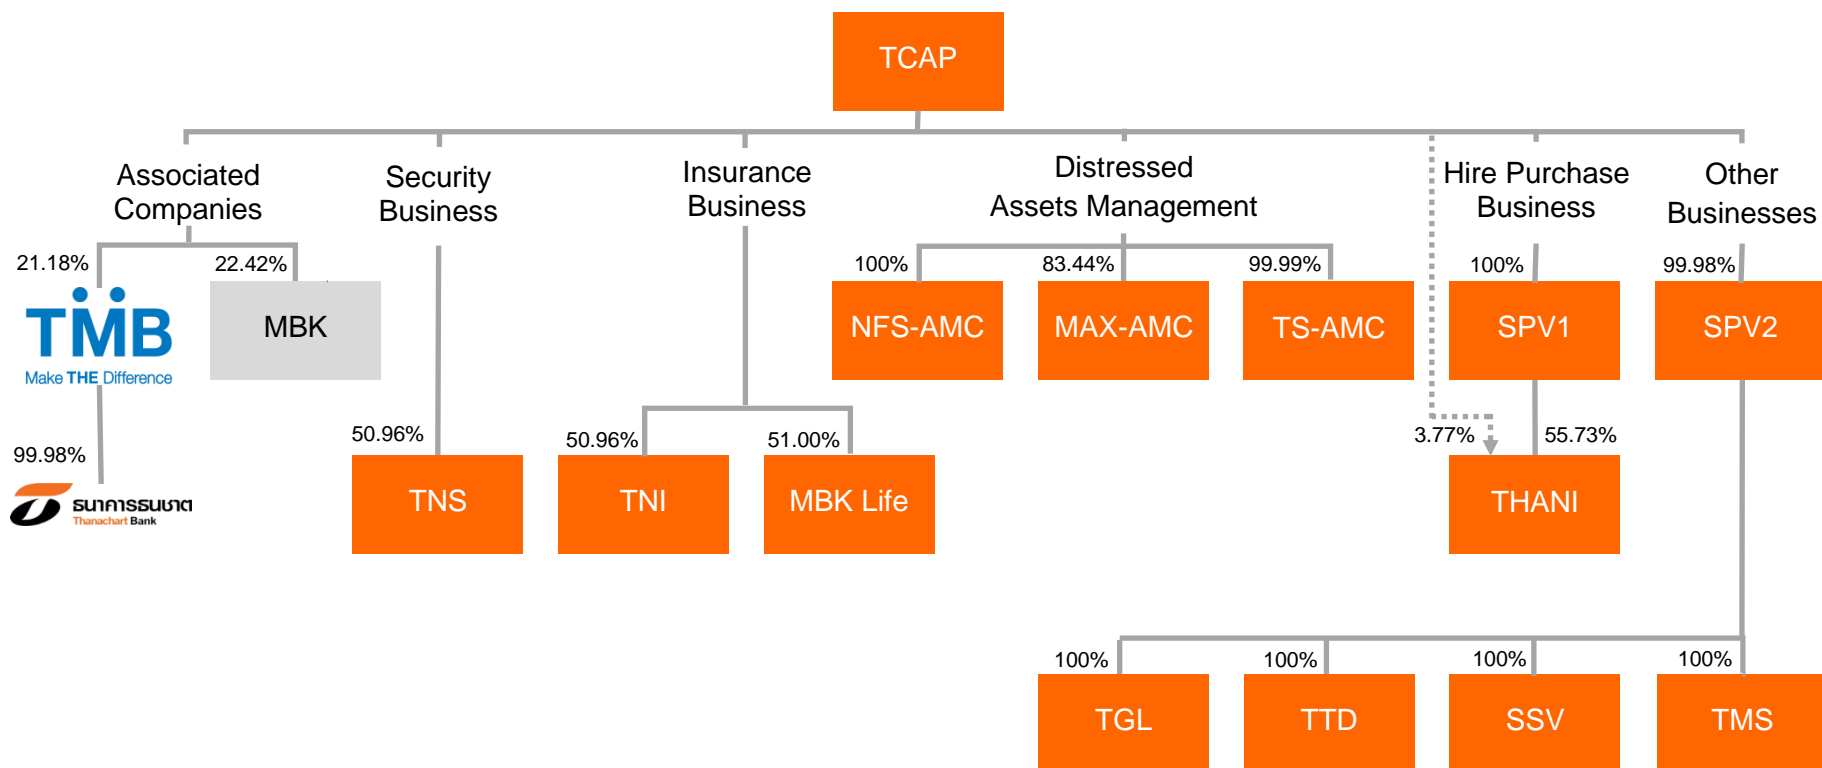 TCAP
Associated
Companies
Security
Business
Insurance
Business
Distressed
Assets Management
Hire Purchase
Business
Other
Businesses
21.18%
22.42%
100%
83.44%
99.99%
100%
99.98%
TMB
Make THE Difference
MBK
NFS-AMC
MAX-AMC
TS-AMC
SPV1
SPV2
99.98%
50.96%
50.96%
51.00%
3.77%
55.73%
ธนาคารธนชาต
Thanachart Bank
TNS
TNI
MBK Life
THANI
100%
100%
100%
100%
TGL
TTD
SSV
TMS